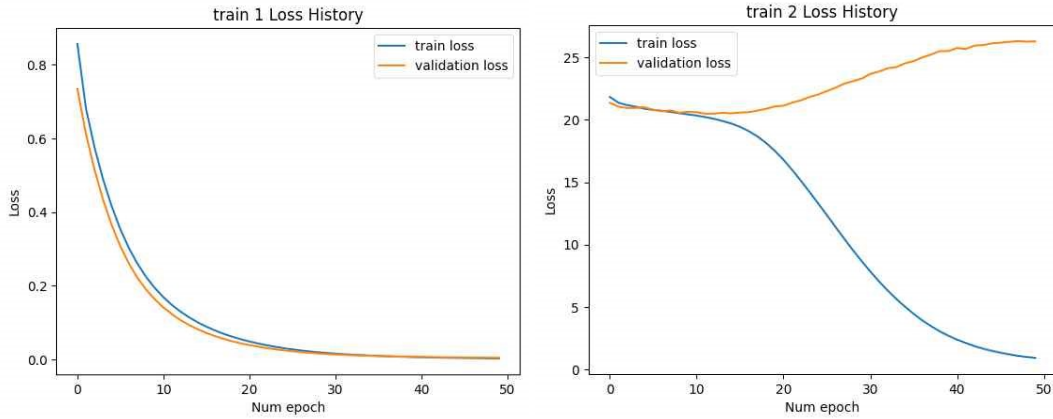 train 1 Loss History
train loss
validation loss
0.8
0.6
0.4
0.2
0.0
Loss
0 10 20 30 40 50
Num epoch
train 2 Loss History
train loss
validation loss
25
20
15
10
5
0
Loss
0 10 20 30 40 50
Num epoch